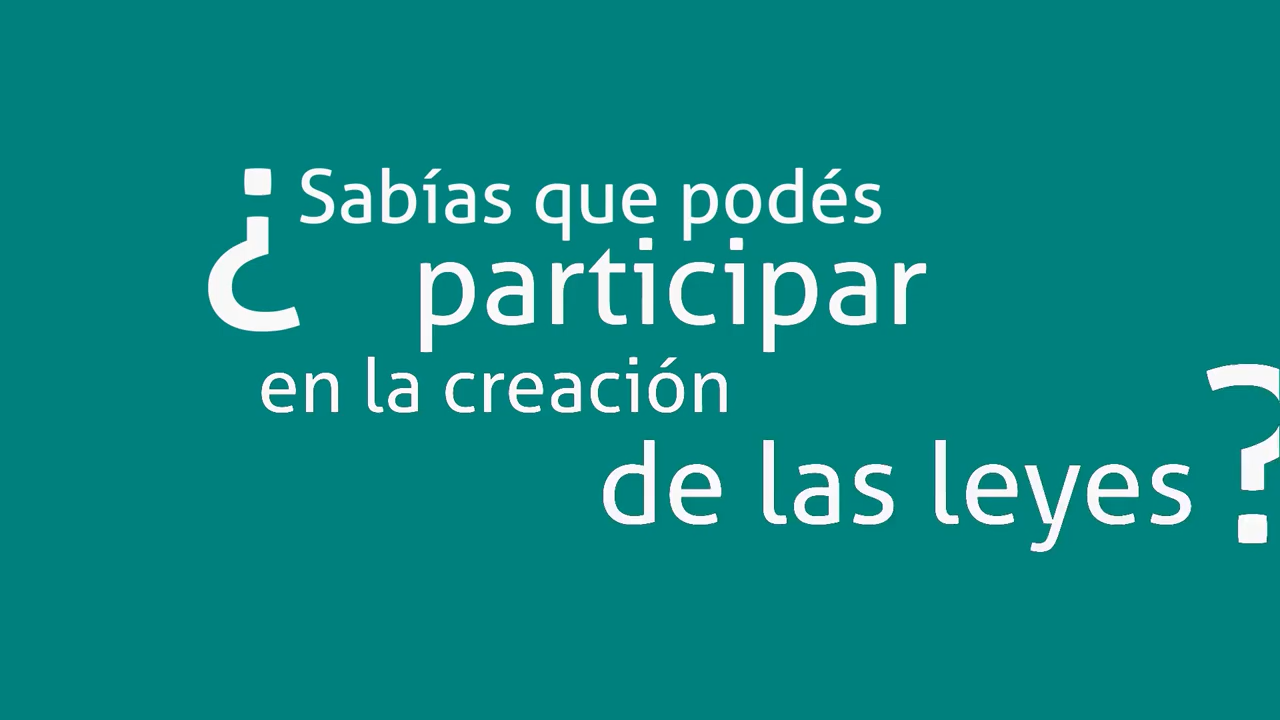 ¿Sabías que podés
participar
en la creación
de las leyes?